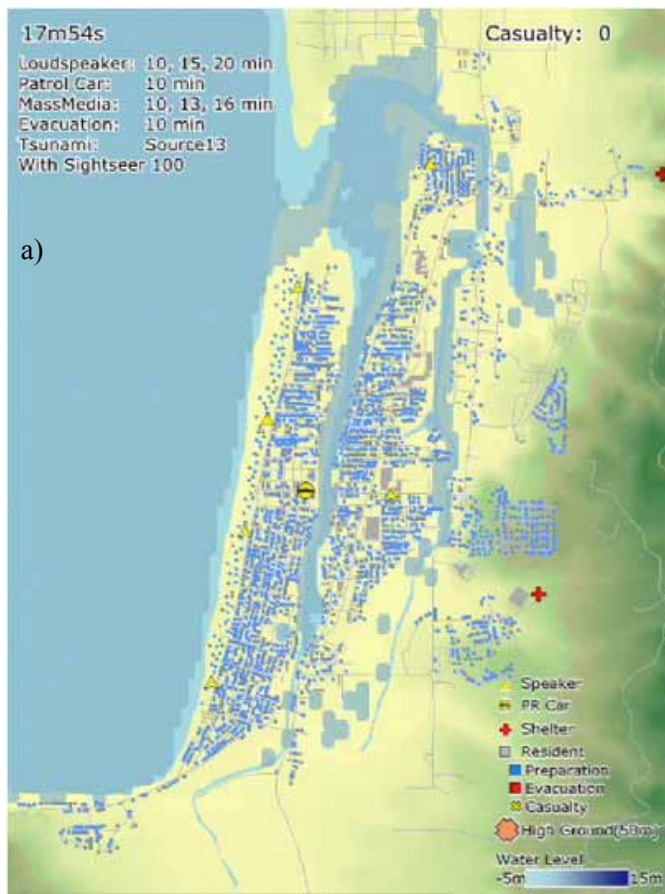 17m54s
Casualty: 0
Loudspeaker: 10, 15, 20 min
Patrol Car: 10 min
MassMedia: 10, 13, 16 min
Evacuation: 10 min
Tsunami: Source13
With Sightseer 100
a)
Speaker
PR Car
Shelter
Resident
Preparation
Evacuation
Casualty
High Ground(50m)
Water Level
-5m 15m